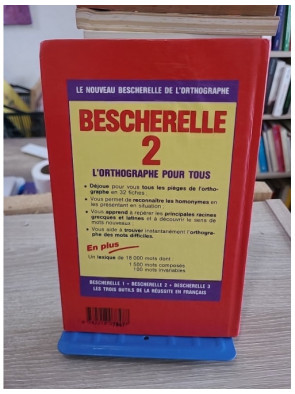 LE NOUVEAU BESCHERELLE DE L'ORTHOGRAPHE
BESCHERELLE
2
L'ORTHOGRAPHE POUR TOUS
• Déjoue pour vous tous les pièges de l'ortho-
graphe en 32 fiches.
• Vous permet de reconnaître les homonymes en
les présentant en situation.
• Vous apprend à repérer les principales racines
grecques et latines et à découvrir le sens de
mots nouveaux.
• Vous aide à trouver instantanément l'orthogra-
phe des mots difficiles.
En plus
Un lexique de 18 000 mots dont
1 580 mots composés
180 mots invariables
BESCHERELLE 1 • BESCHERELLE 2 • BESCHERELLE 3
LES TROIS OUTILS DE LA RÉUSSITE EN FRANÇAIS